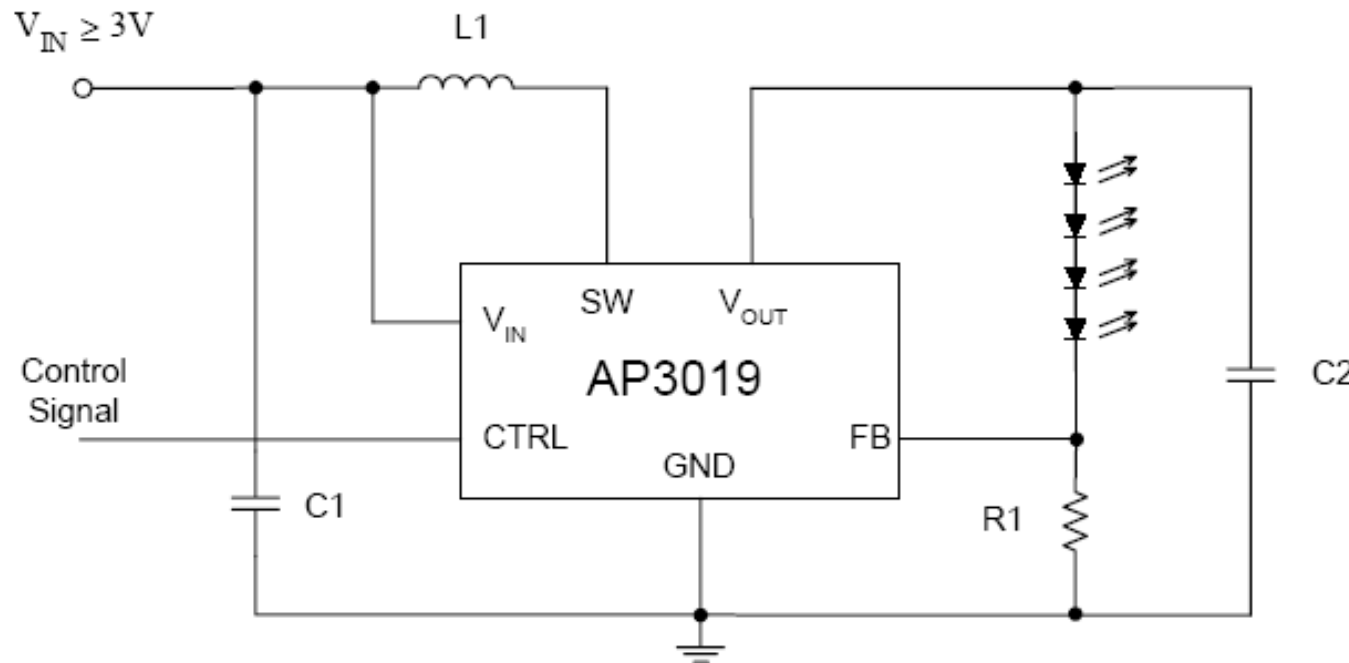 V_IN ≥ 3V
L1
SW
V_OUT
V_IN
AP3019
Control
Signal
CTRL
FB
GND
C1
R1
C2